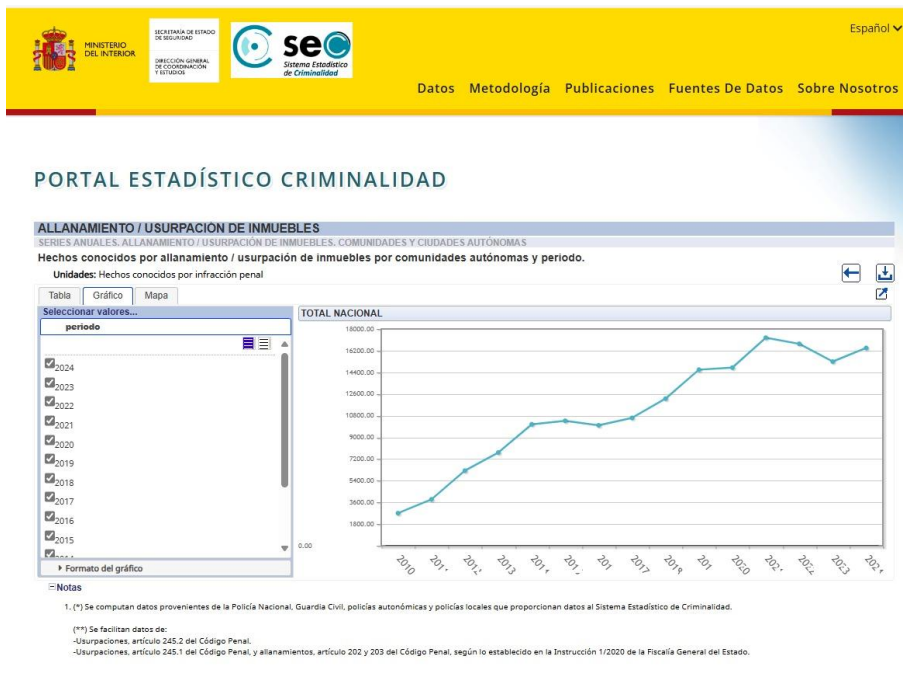 MINISTERIO
DEL INTERIOR
SECRETARÍA DE ESTADO
DE SEGURIDAD
DIRECCIÓN GENERAL
DE COORDINACIÓN
Y ESTUDIOS
sec
Sistema Estadístico
de Criminalidad
Español
Datos Metodología Publicaciones Fuentes De Datos Sobre Nosotros
PORTAL ESTADÍSTICO CRIMINALIDAD
ALLANAMIENTO / USURPACIÓN DE INMUEBLES
SERIES ANUALES. ALLANAMIENTO / USURPACIÓN DE INMUEBLES. COMUNIDADES Y CIUDADES AUTÓNOMAS
Hechos conocidos por allanamiento / usurpación de inmuebles por comunidades autónomas y periodo.
Unidades: Hechos conocidos por infracción penal
Tabla Gráfico Mapa
Seleccionar valores...
periodo
2024
2023
2022
2021
2020
2019
2018
2017
2016
2015
Formato del gráfico
TOTAL NACIONAL
18000.00
16200.00
14400.00
12600.00
10800.00
9000.00
7200.00
5400.00
3600.00
1800.00
0.00
2010 2013 2017 2020 2022 2023
Notas
1. (*) Se computan datos provenientes de la Policía Nacional, Guardia Civil, policías autonómicas y policías locales que proporcionan datos al Sistema Estadístico de Criminalidad.
(**) Se facilitan datos de:
-Usurpaciones, artículo 245.2 del Código Penal.
-Usurpaciones, artículo 245.1 del Código Penal, y allanamientos, artículo 202 y 203 del Código Penal, según lo establecido en la Instrucción 1/2020 de la Fiscalía General del Estado.